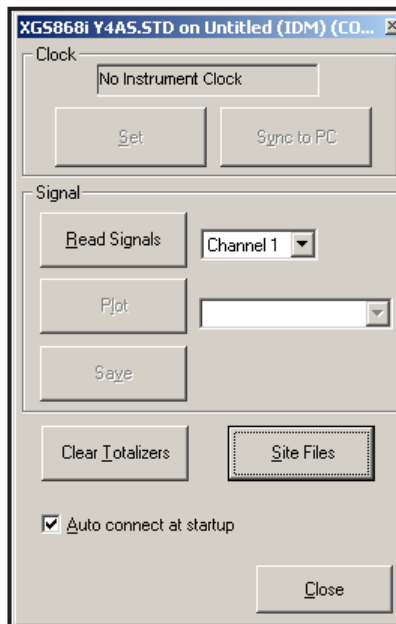 XGS868i Y4AS.STD on Untitled (IDM) (CO...
Clock
No Instrument Clock
Set Sync to PC
Signal
Read Signals Channel 1
Plot
Save
Clear Totalizers Site Files
Auto connect at startup
Close